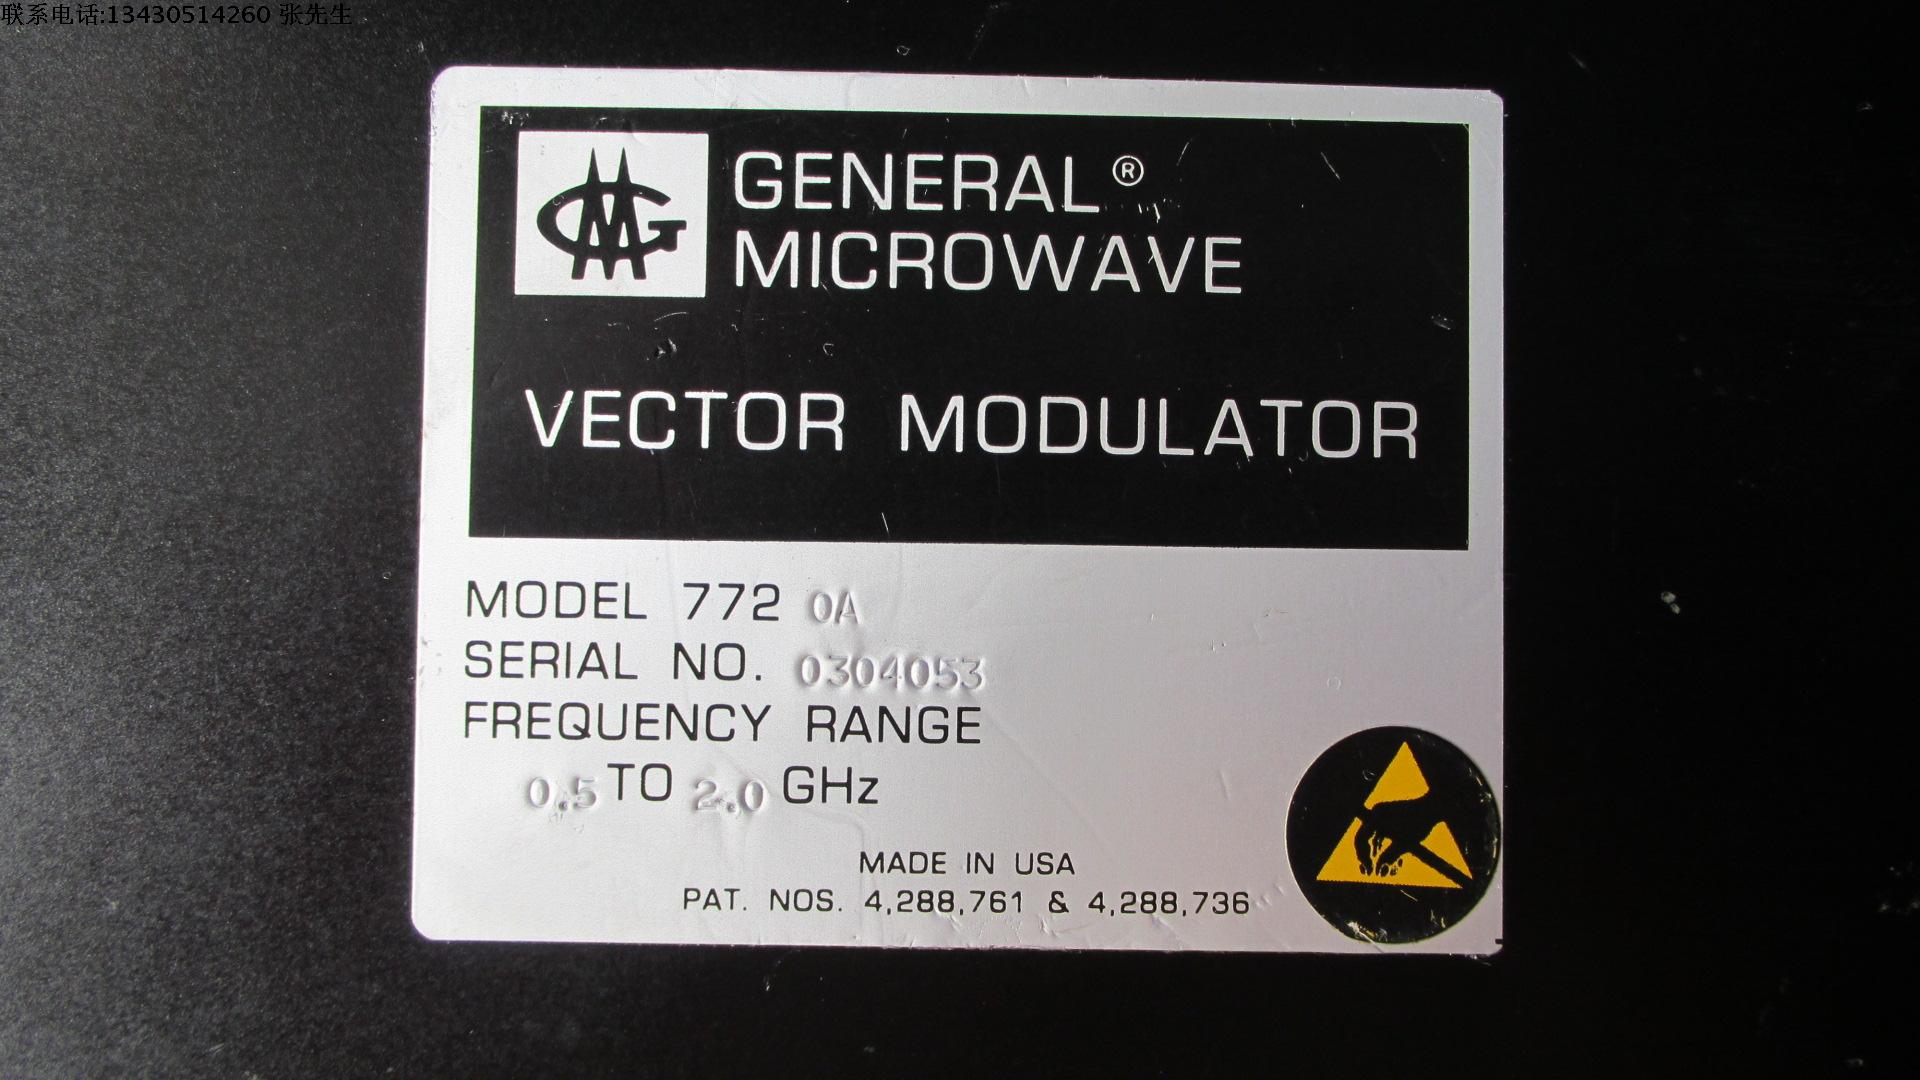 联系电话:13430514260 张先生
GMG
GENERAL®
MICROWAVE
VECTOR MODULATOR
MODEL 772 0A
SERIAL NO. 0304053
FREQUENCY RANGE
0.5 TO 2.0 GHz
MADE IN USA
PAT. NOS. 4,288,761 & 4,288,736